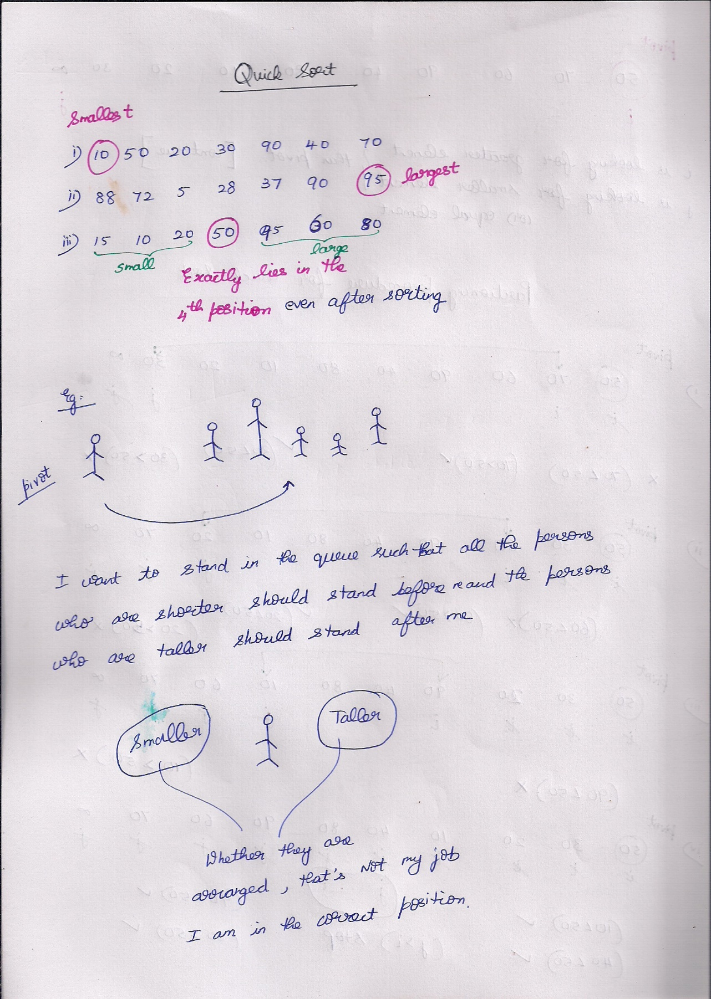 Quick Sort
Smallest
i) 10 50 20 30 90 40 70
ii) 88 72 5 28 37 90 95 largest
iii) 15 10 20 50 95 60 80
small large
Exactly lies in the
4th position even after sorting
Eg:
pivot
I want to stand in the queue such that all the persons
who are shorter should stand before me and the persons
who are taller should stand after me
Smaller Taller
Whether they are
arranged, that's not my job
I am in the correct position.